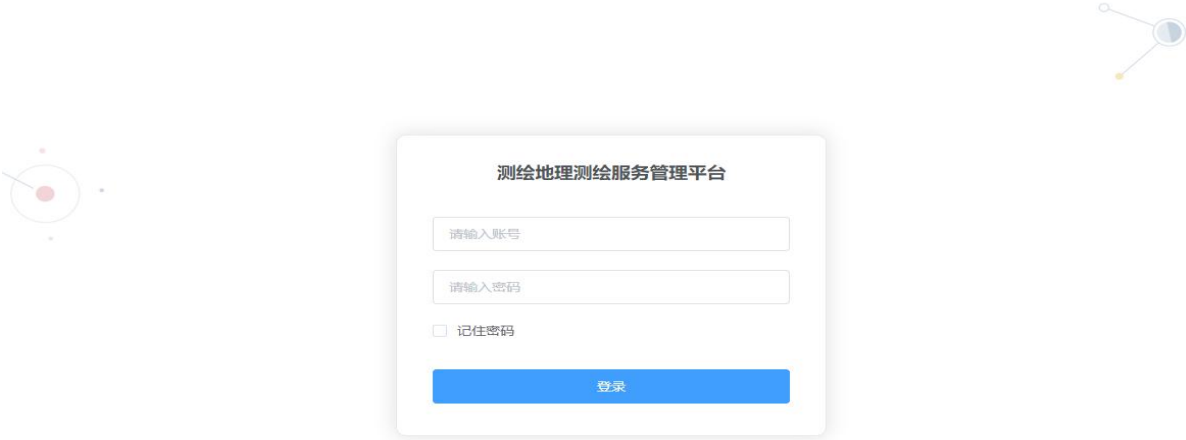 测绘地理测绘服务管理平台
请输入账号
请输入密码
记住密码
登录